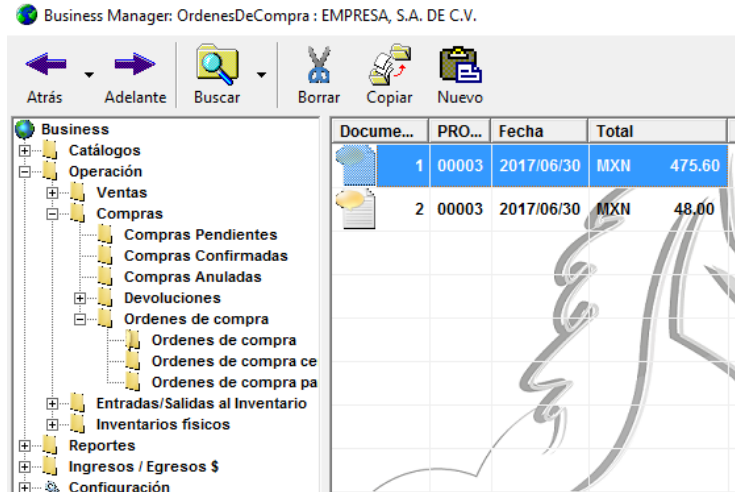 Business Manager: OrdenesDeCompra : EMPRESA, S.A. DE C.V.
Atrás Adelante Buscar Borrar Copiar Nuevo
Business
Catálogos
Operación
Ventas
Compras
Compras Pendientes
Compras Confirmadas
Compras Anuladas
Devoluciones
Ordenes de compra
Ordenes de compra
Ordenes de compra ce
Ordenes de compra pa
Entradas/Salidas al Inventario
Inventarios físicos
Reportes
Ingresos / Egresos $
Configuración
Docume... PRO... Fecha Total
1 00003 2017/06/30 MXN 475.60
2 00003 2017/06/30 MXN 48.00